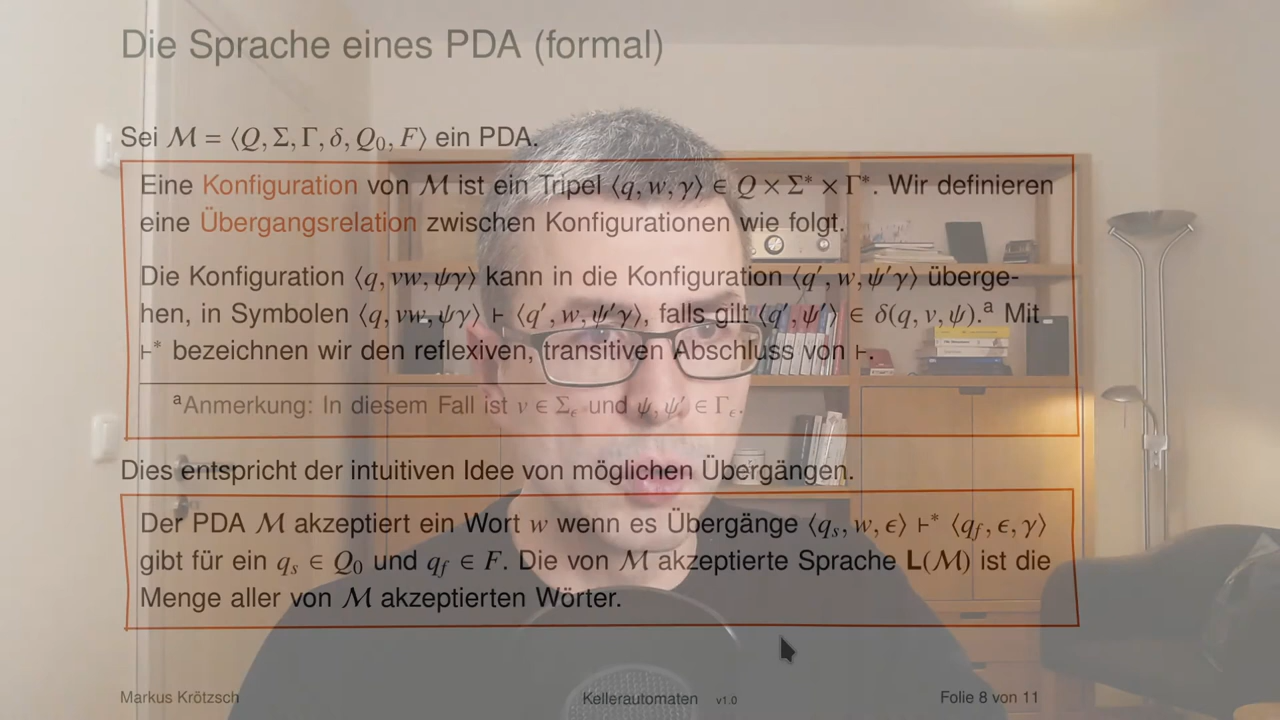 Die Sprache eines PDA (formal)
Sei ℳ = ⟨Q, Σ, Γ, δ, Q₀, F⟩ ein PDA.
Eine Konfiguration von ℳ ist ein Tripel ⟨q, w, γ⟩ ∈ Q × Σ* × Γ*. Wir definieren
eine Übergangsrelation zwischen Konfigurationen wie folgt.
Die Konfiguration ⟨q, vw, ψγ⟩ kann in die Konfiguration ⟨q′, w, ψ′γ⟩ überge-
hen, in Symbolen ⟨q, vw, ψγ⟩ ⊢ ⟨q′, w, ψ′γ⟩, falls gilt ⟨q′, ψ′⟩ ∈ δ(q, v, ψ).ᵃ Mit
⊢* bezeichnen wir den reflexiven, transitiven Abschluss von ⊢.
ᵃAnmerkung: In diesem Fall ist v ∈ Σ_ϵ und ψ, ψ′ ∈ Γ_ϵ.
Dies entspricht der intuitiven Idee von möglichen Übergängen.
Der PDA ℳ akzeptiert ein Wort w wenn es Übergänge ⟨q_s, w, ϵ⟩ ⊢* ⟨q_f, ϵ, γ⟩
gibt für ein q_s ∈ Q₀ und q_f ∈ F. Die von ℳ akzeptierte Sprache L(ℳ) ist die
Menge aller von ℳ akzeptierten Wörter.
Markus Krötzsch Kellerautomaten v1.0 Folie 8 von 11